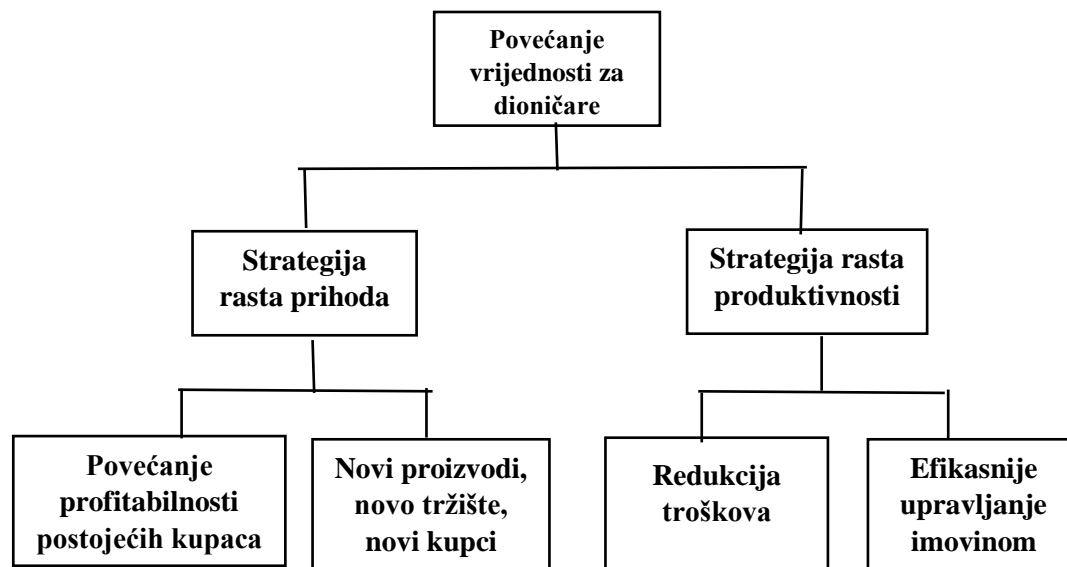 Povećanje
vrijednosti za
dioničare
Strategija
rasta prihoda
Strategija rasta
produktivnosti
Povećanje
profitabilnosti
postojećih kupaca
Novi proizvodi,
novo tržište,
novi kupci
Redukcija
troškova
Efikasnije
upravljanje
imovinom